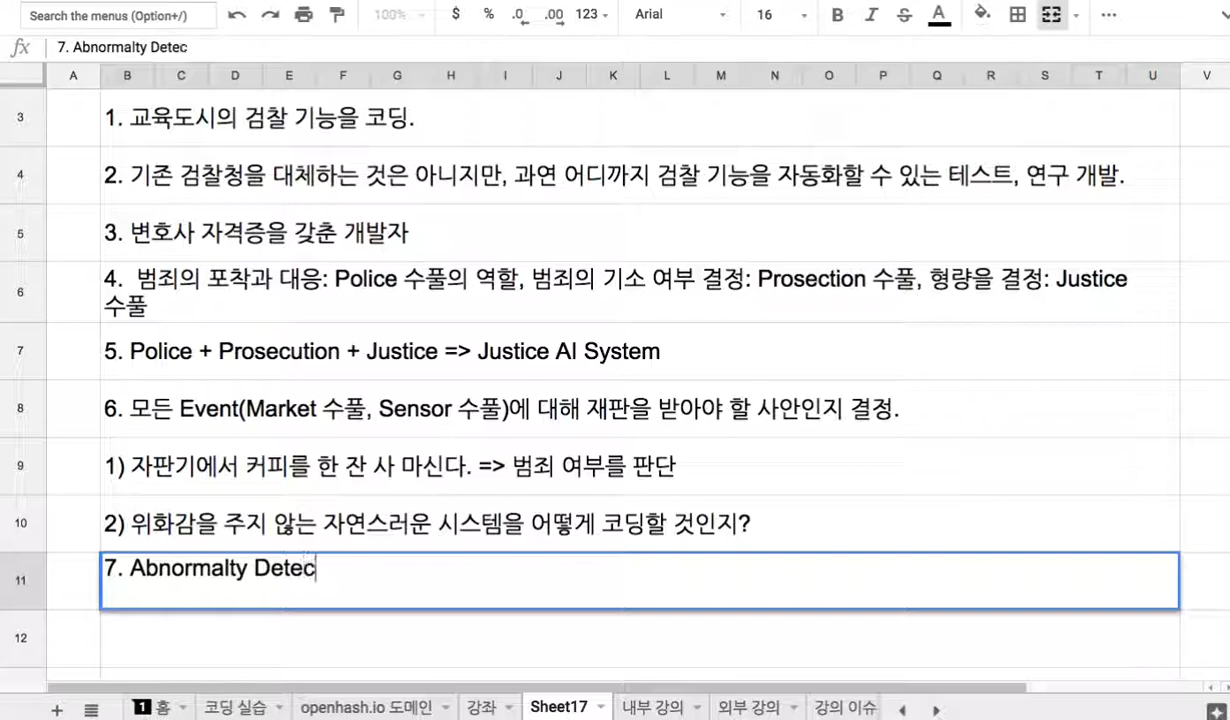 Search the menus (Option+/)
100%
$ % .0 .00 123
Arial
16
B I S A
fx 7. Abnormalty Detec
A B C D E F G H I J K L M N O P Q R S T U V
3 1. 교육도시의 검찰 기능을 코딩.
4 2. 기존 검찰청을 대체하는 것은 아니지만, 과연 어디까지 검찰 기능을 자동화할 수 있는 테스트, 연구 개발.
5 3. 변호사 자격증을 갖춘 개발자
6 4. 범죄의 포착과 대응: Police 수풀의 역할, 범죄의 기소 여부 결정: Prosection 수풀, 형량을 결정: Justice
수풀
7 5. Police + Prosecution + Justice => Justice AI System
8 6. 모든 Event(Market 수풀, Sensor 수풀)에 대해 재판을 받아야 할 사안인지 결정.
9 1) 자판기에서 커피를 한 잔 사 마신다. => 범죄 여부를 판단
10 2) 위화감을 주지 않는 자연스러운 시스템을 어떻게 코딩할 것인지?
11 7. Abnormalty Detec
12
1 홈 코딩 실습 openhash.io 도메인 강좌 Sheet17 내부 강의 외부 강의 강의 이슈